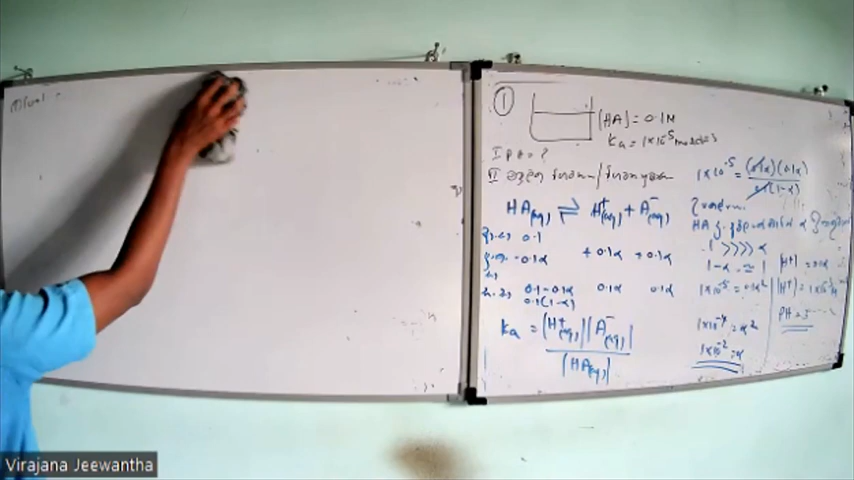 ①
[HA] = 0.1M
Ka = 1×10⁻⁵ moldm⁻³
I PH = ?
II
HA(aq) ⇌ H⁺(aq) + A⁻(aq)
0.1
-0.1α +0.1α +0.1α
0.1-0.1α 0.1α 0.1α
0.1(1-α)
Ka = [H⁺(aq)][A⁻(aq)]
[HA(aq)]
1×10⁻⁵ = (0.1α)(0.1α)
0.1(1-α)
1 >>>> α
1-α ≃ 1
1×10⁻⁵ = 0.1α²
1×10⁻⁴ = α²
1×10⁻² = α
[H⁺] = 0.1α
[H⁺] = 1×10⁻³M
PH = 3
Virajana Jeewantha